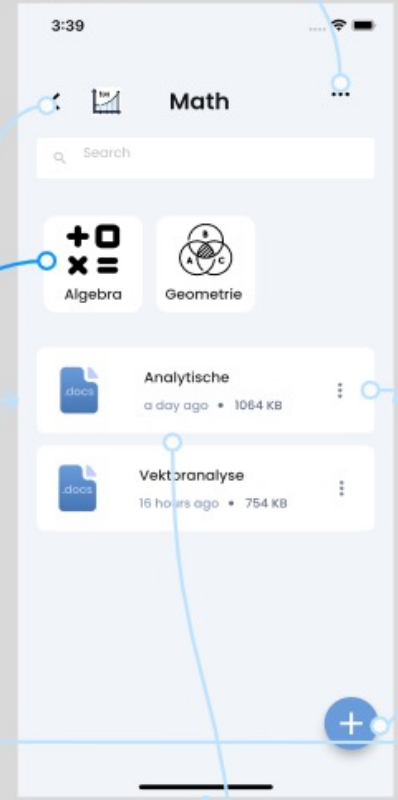 3:39
Math
Search
Algebra
Geometrie
B
A C
.docs
Analytische
a day ago • 1064 KB
.docs
Vektoranalyse
16 hours ago • 754 KB